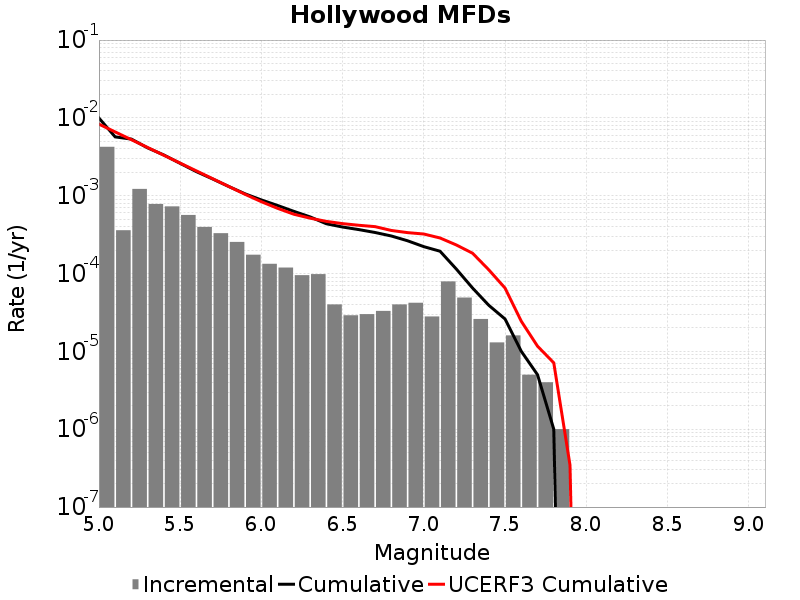 Hollywood MFDs
10-1
10-2
10-3
10-4
10-5
10-6
10-7
Rate (1/yr)
5.0 5.5 6.0 6.5 7.0 7.5 8.0 8.5 9.0
Magnitude
Incremental Cumulative UCERF3 Cumulative